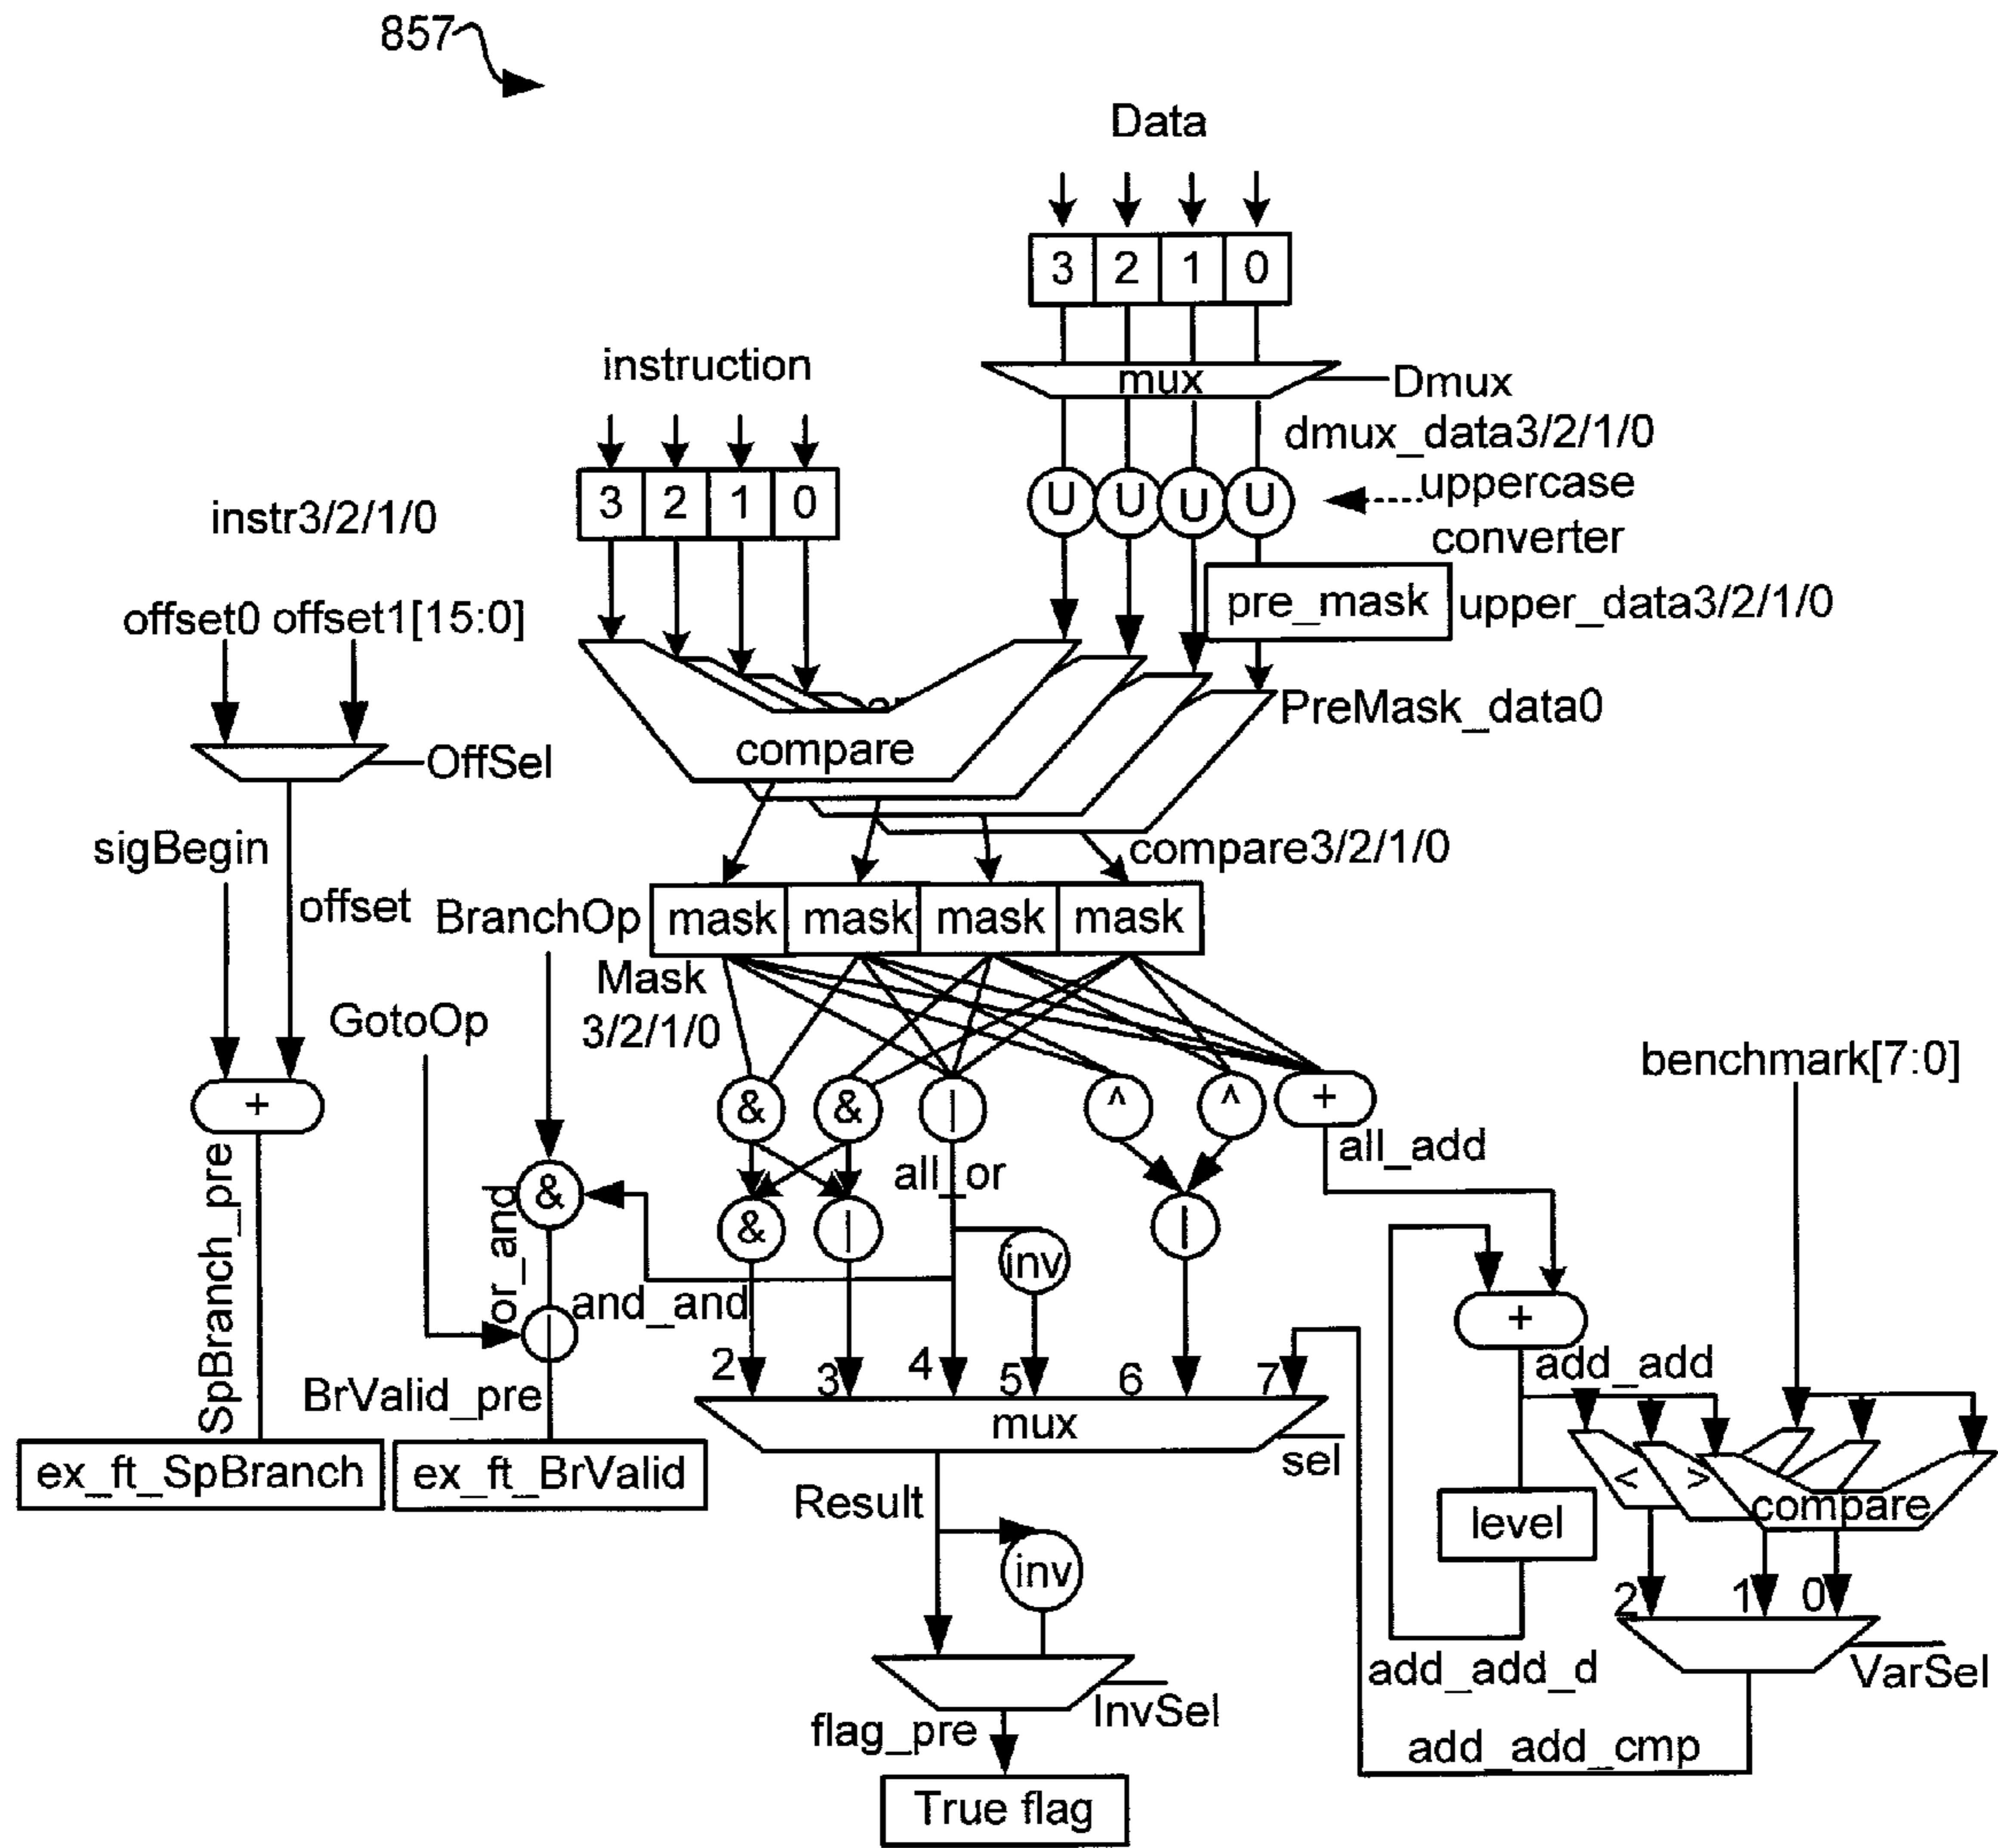 857
Data
3 2 1 0
instruction
mux
Dmux
dmux_data3/2/1/0
3 2 1 0
U U U U
uppercase
converter
instr3/2/1/0
pre_mask
upper_data3/2/1/0
offset0 offset1[15:0]
PreMask_data0
compare
OffSel
sigBegin
compare3/2/1/0
offset
BranchOp
mask mask mask mask
Mask
3/2/1/0
GotoOp
benchmark[7:0]
+
& & | ^ ^ +
all_add
SpBranch_pre
or_and
&
all_or
& | |
inv
and_and
|
+
add_add
2 3 4 5 6 7
BrValid_pre
mux
sel
ex_ft_SpBranch
ex_ft_BrValid
< >
compare
Result
level
inv
2 1 0
add_add_d
VarSel
InvSel
flag_pre
add_add_cmp
True flag